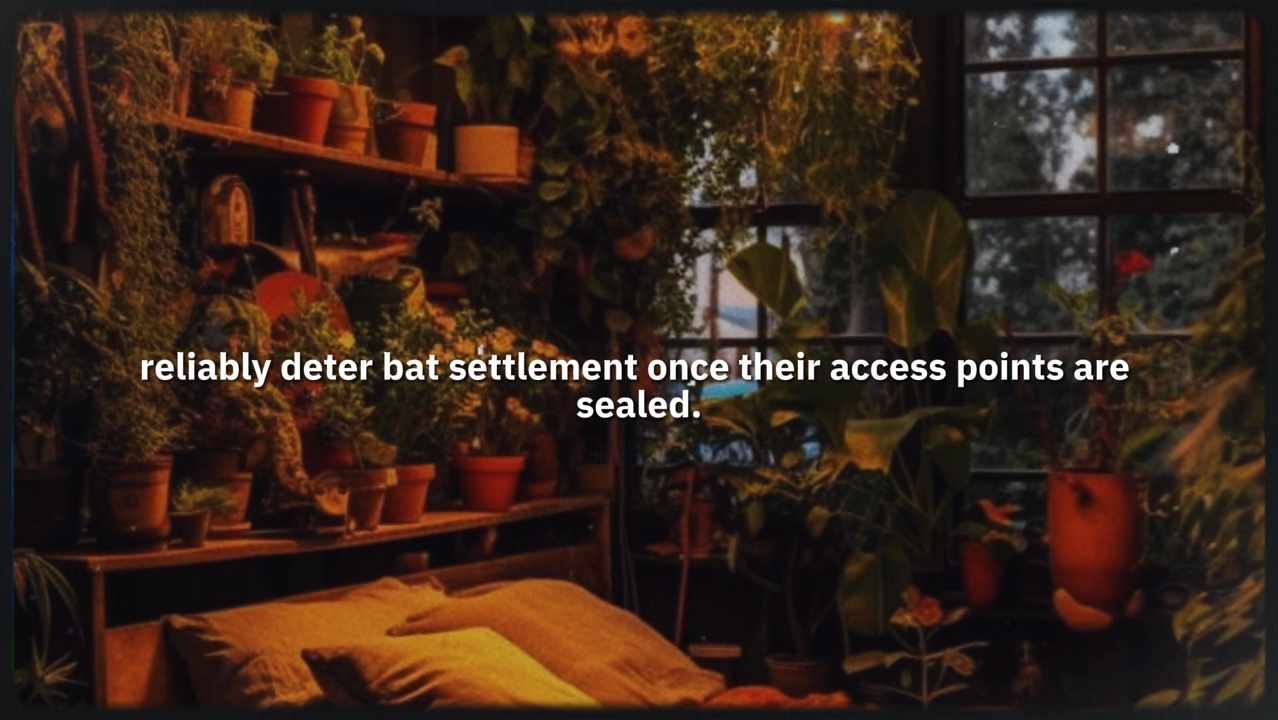 reliably deter bat settlement once their access points are
sealed.